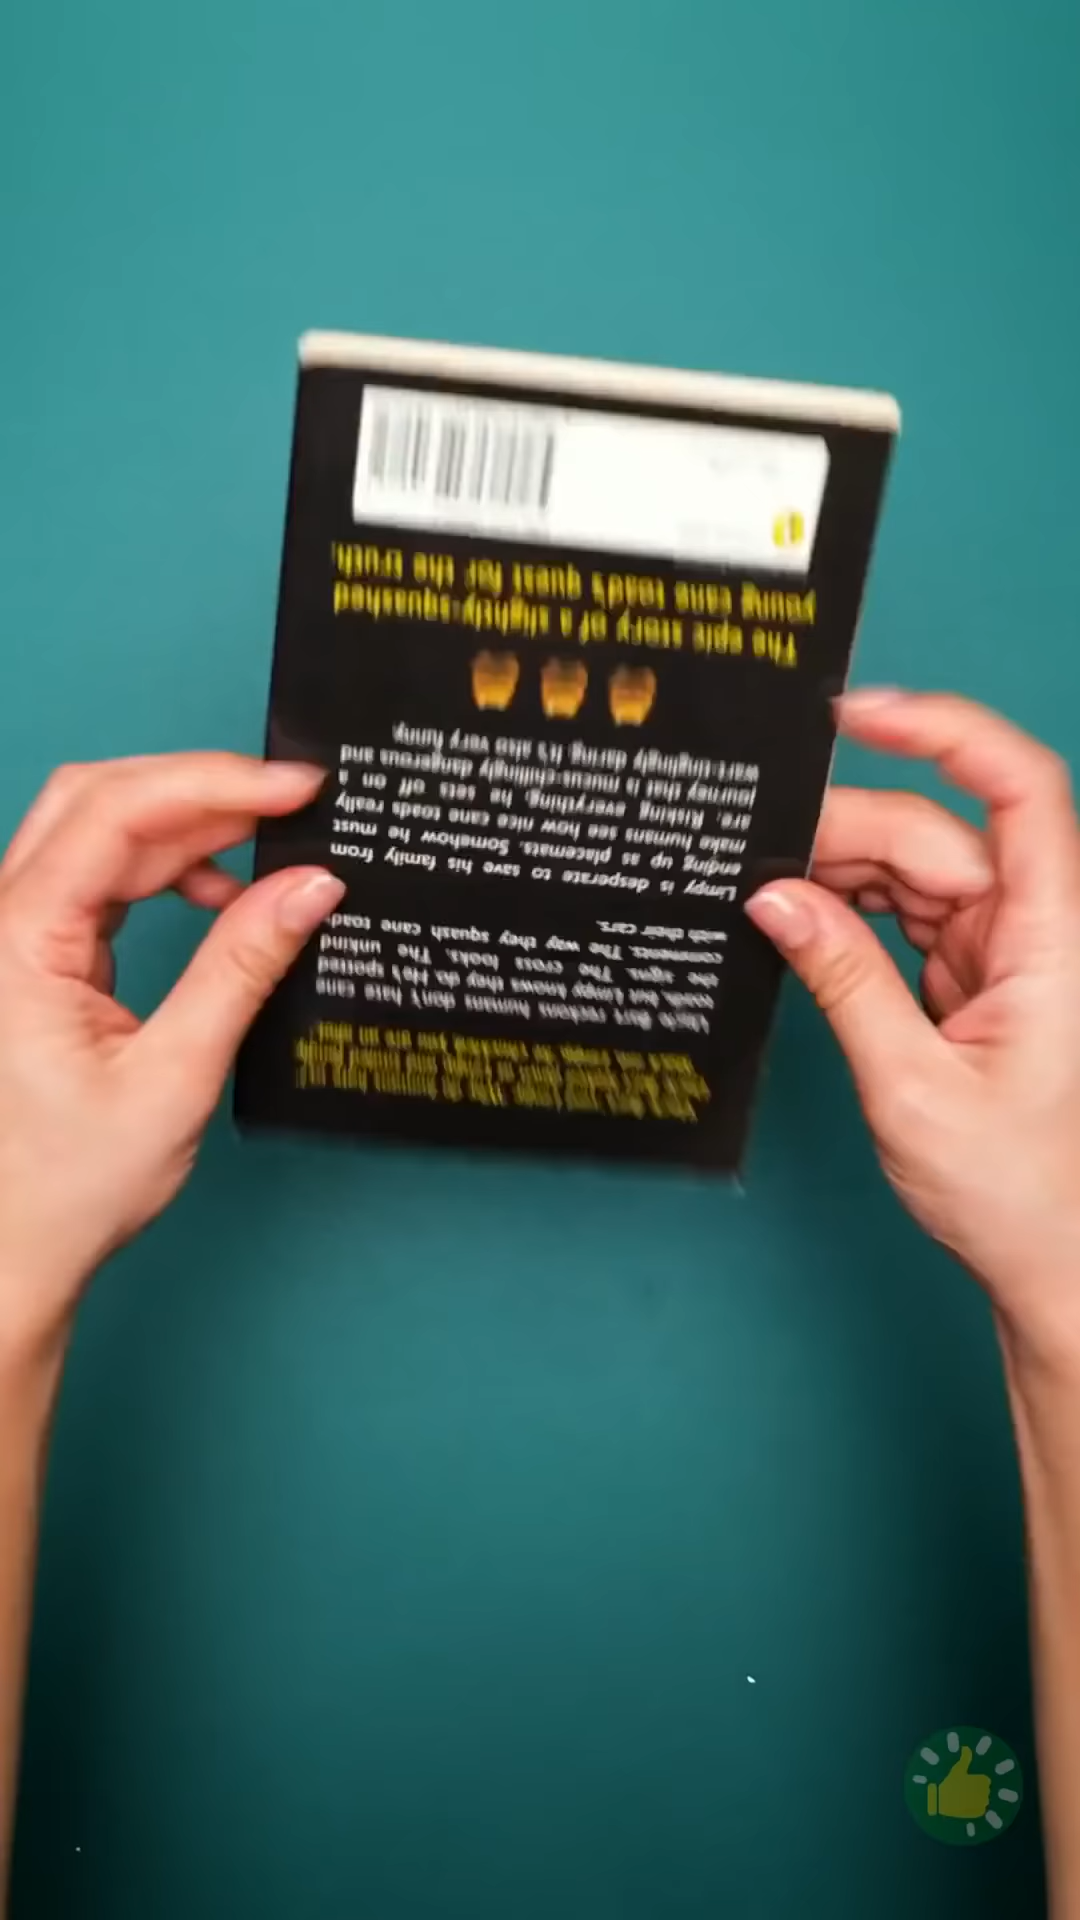 Uncle Bart reckons humans don't hate cane
toads, but Limpy knows they do. He's spotted
the signs. The cross looks. The unkind
comments. The way they squash cane toads
with their cars.
Limpy is desperate to save his family from
ending up as placemats. Somehow he must
make humans see how nice cane toads really
are. Risking everything, he sets off on a
journey that is mucus-chillingly dangerous and
wart-tinglingly daring. It's also very funny.
The epic story of a slightly-squashed
young cane toad's quest for the truth.